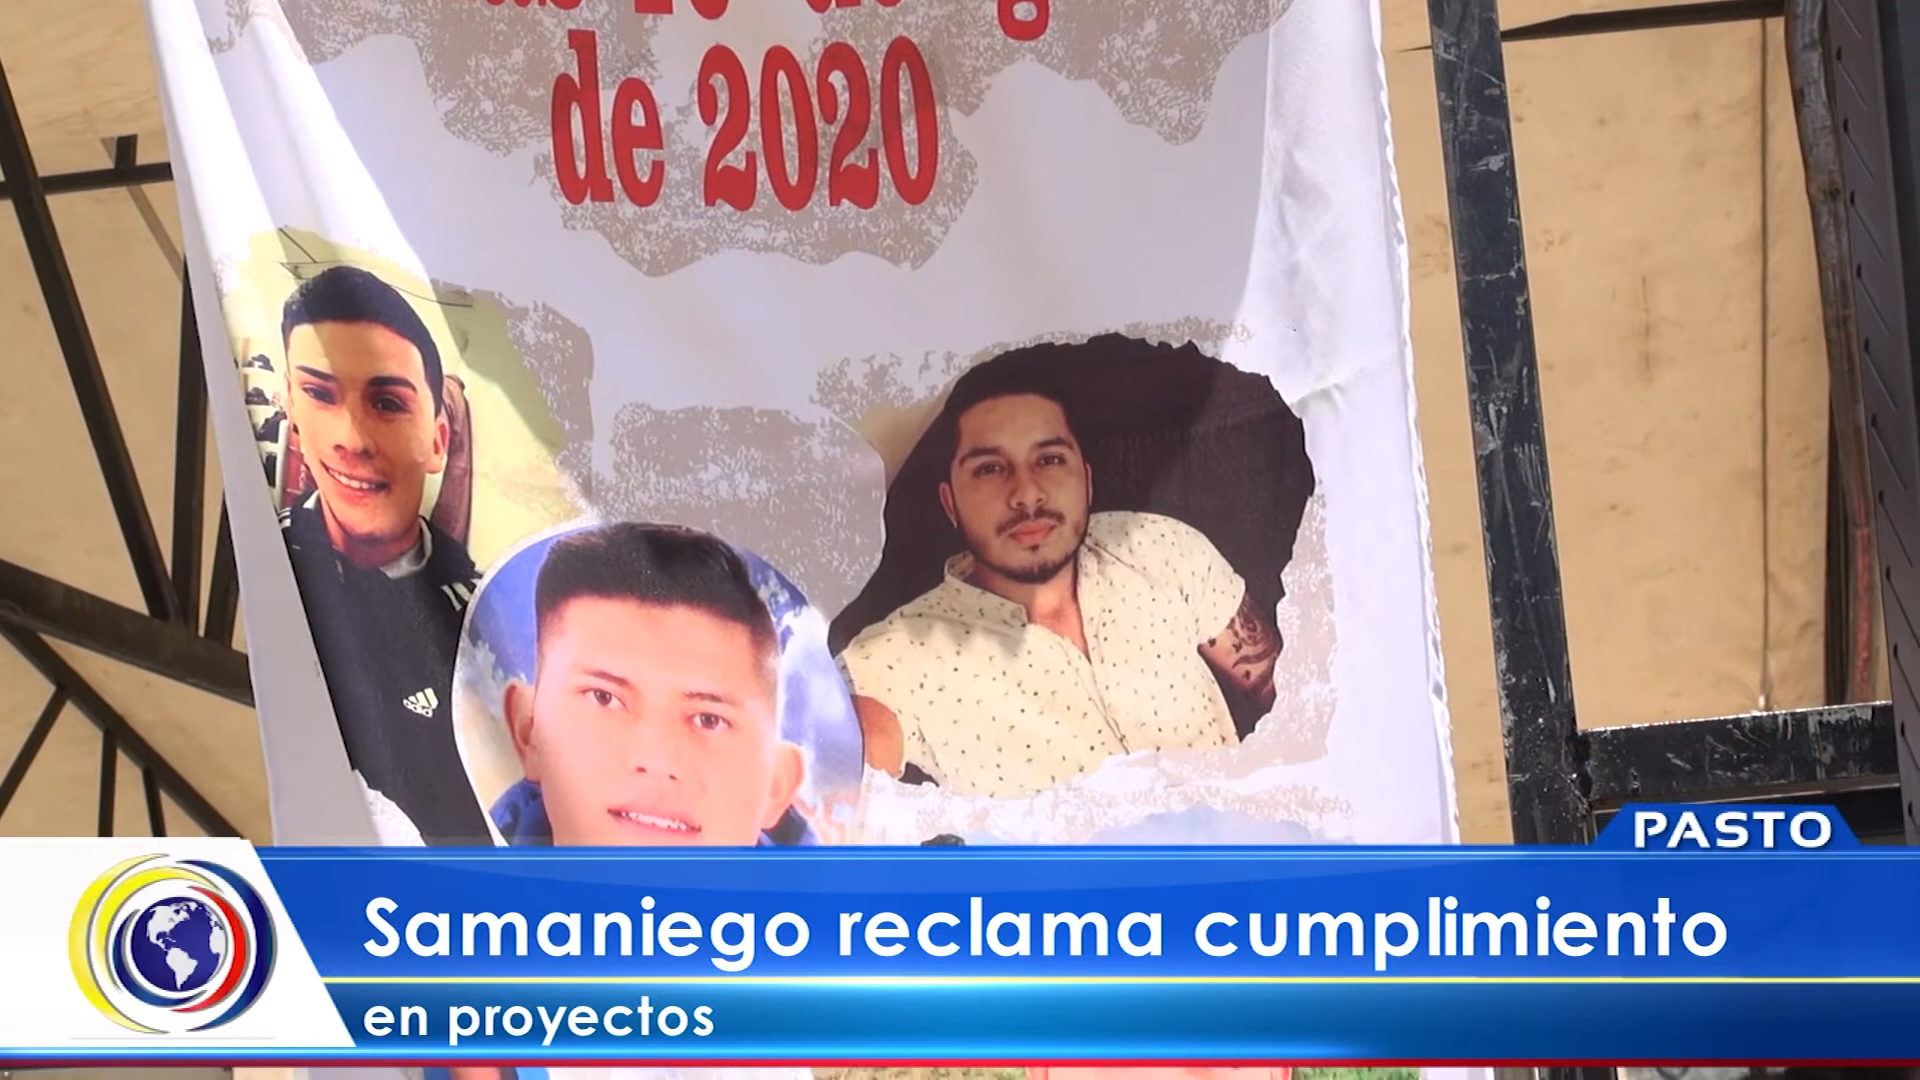 de 2020
PASTO
Samaniego reclama cumplimiento
en proyectos